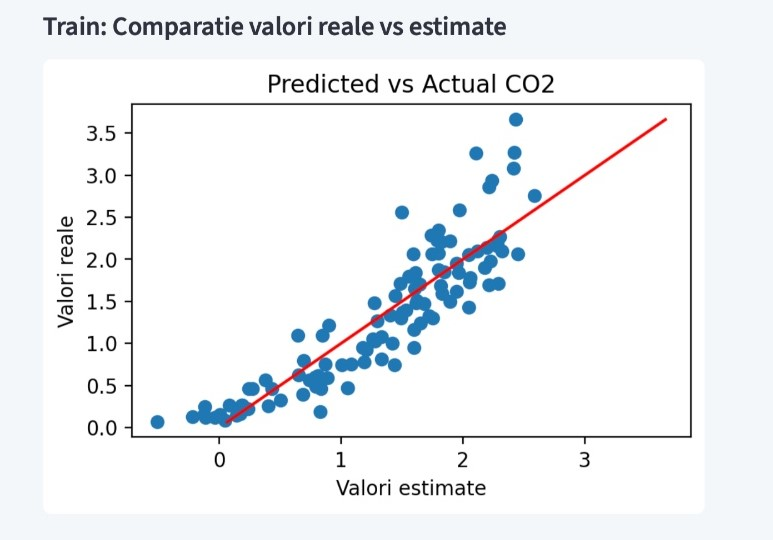 Train: Comparatie valori reale vs estimate
Predicted vs Actual CO2
3.5
3.0
2.5
2.0
1.5
1.0
0.5
0.0
Valori reale
0 1 2 3
Valori estimate